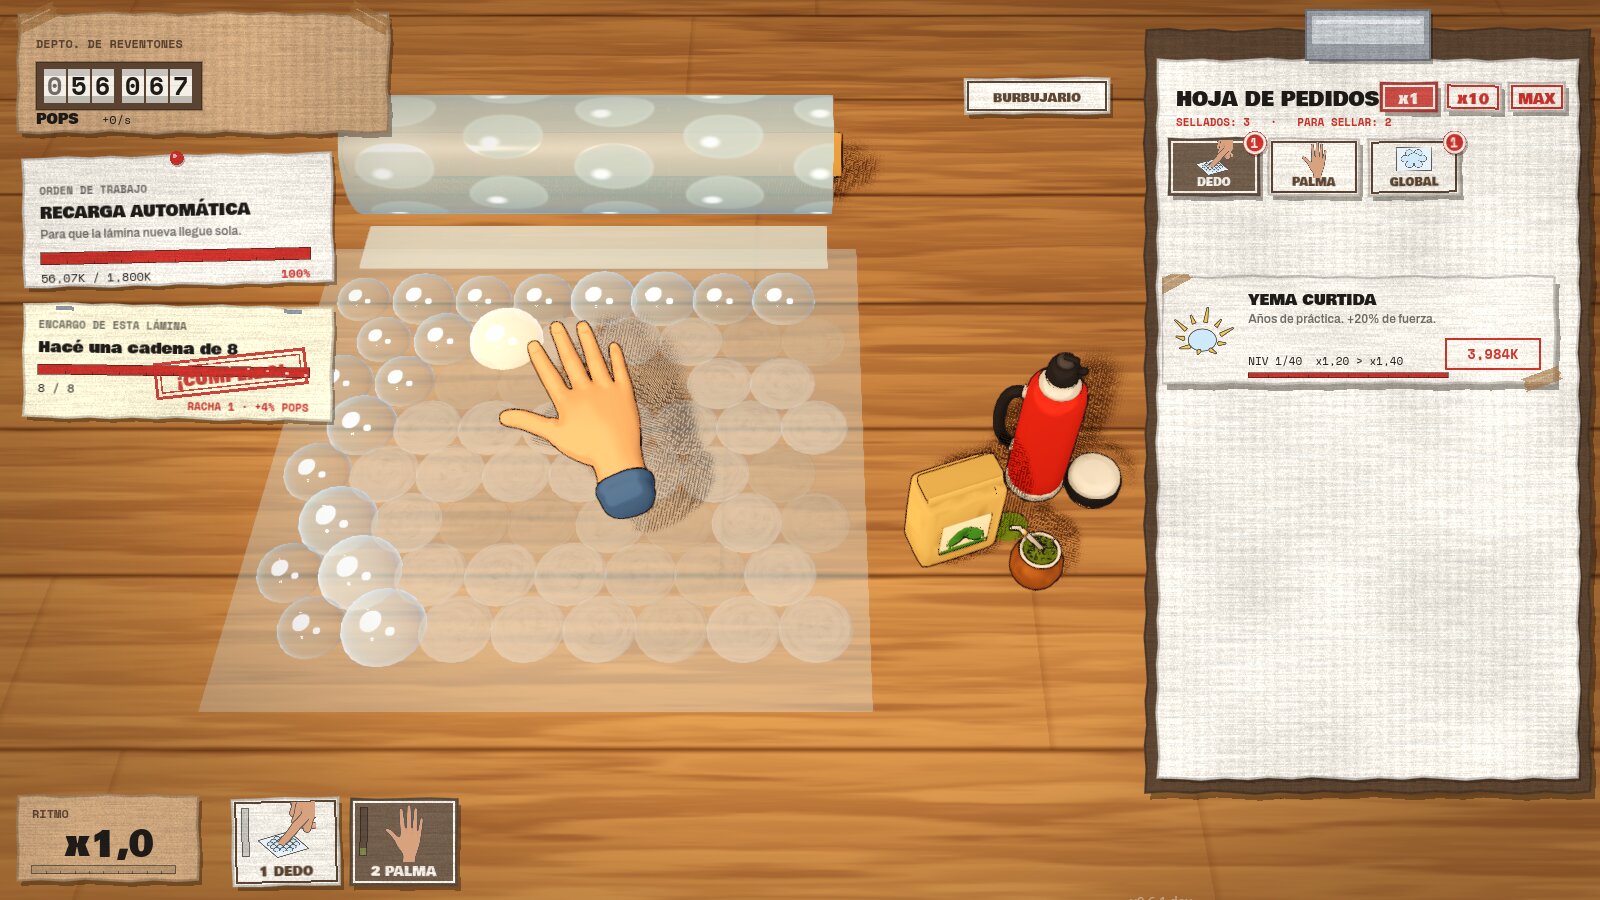 DEPTO. DE REVENTONES
056 067
POPS +0/s
ORDEN DE TRABAJO
RECARGA AUTOMÁTICA
Para que la lámina nueva llegue sola.
56,07K / 1,800K 100%
ENCARGO DE ESTA LÁMINA
Hacé una cadena de 8
8 / 8
RACHA 1 · +4% POPS
BURBUJARIO
HOJA DE PEDIDOS x1 x10 MAX
SELLADOS: 3 · PARA SELLAR: 2
DEDO 1
PALMA
GLOBAL 1
YEMA CURTIDA
Años de práctica. +20% de fuerza.
NIV 1/40 x1,20 > x1,40
3,984K
RITMO
x1,0
1 DEDO
2 PALMA